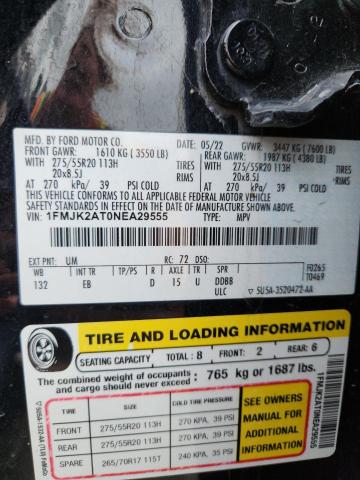 MFD. BY FORD MOTOR CO.
05/22 GVWR: 3447 KG (7600 LB)
FRONT GAWR: 1610 KG (3550 LB) REAR GAWR: 1987 KG (4380 LB)
WITH 275/55R20 113H TIRES WITH 275/55R20 113H TIRES
20x8.5J RIMS 20x8.5J RIMS
AT 270 kPa/ 39 PSI COLD AT 270 kPa/ 39 PSI COLD
THIS VEHICLE CONFORMS TO ALL APPLICABLE FEDERAL MOTOR VEHICLE
SAFETY STANDARDS IN EFFECT ON THE DATE OF MANUFACTURE SHOWN ABOVE.
VIN: 1FMJK2AT0NEA29555 TYPE: MPV
EXT PNT: UM RC: 72 DSO:
WB INT TR TP/PS R AXLE TR SPR F0265
132 EB D 15 U DDBB T0469
ULC 5U5A-3520472-AA
TIRE AND LOADING INFORMATION
SEATING CAPACITY TOTAL: 8 FRONT: 2 REAR: 6
The combined weight of occupants and cargo should never exceed 765 kg or 1687 lbs.
TIRE SIZE COLD TIRE PRESSURE
FRONT 275/55R20 113H 270 KPA, 39 PSI
REAR 275/55R20 113H 270 KPA, 39 PSI
SPARE 265/70R17 115T 240 KPA, 35 PSI
SEE OWNERS
MANUAL FOR
ADDITIONAL
INFORMATION
1FMJK2AT0NEA29555